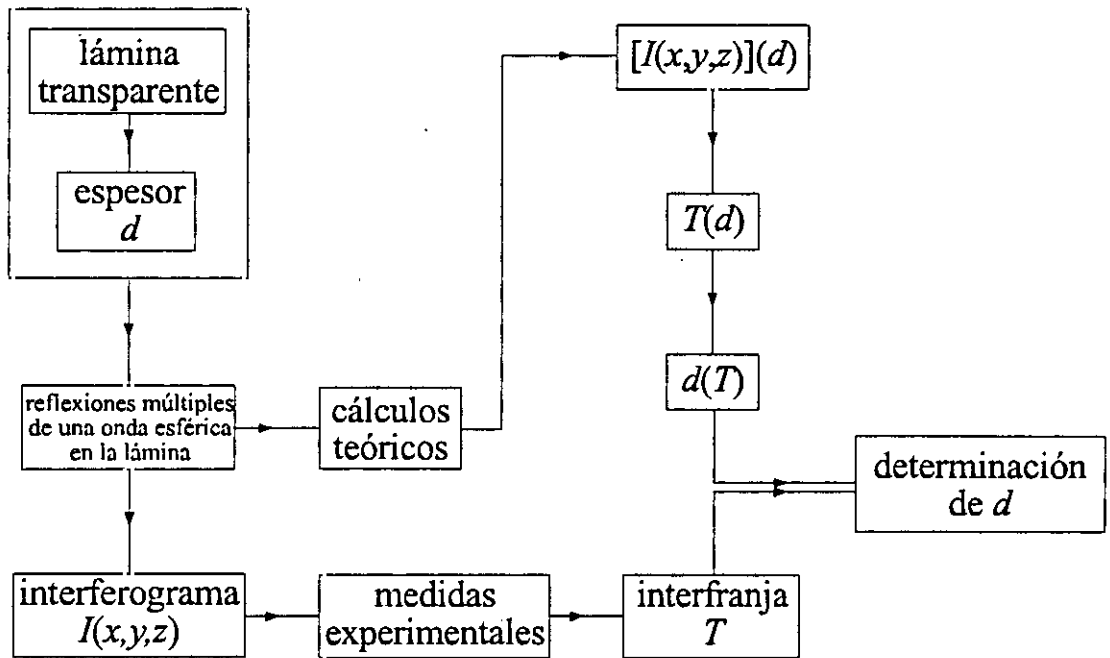 lámina
transparente
espesor
d
reflexiones múltiples
de una onda esférica
en la lámina
cálculos
teóricos
[I(x,y,z)](d)
T(d)
d(T)
determinación
de d
interferograma
I(x,y,z)
medidas
experimentales
interfranja
T